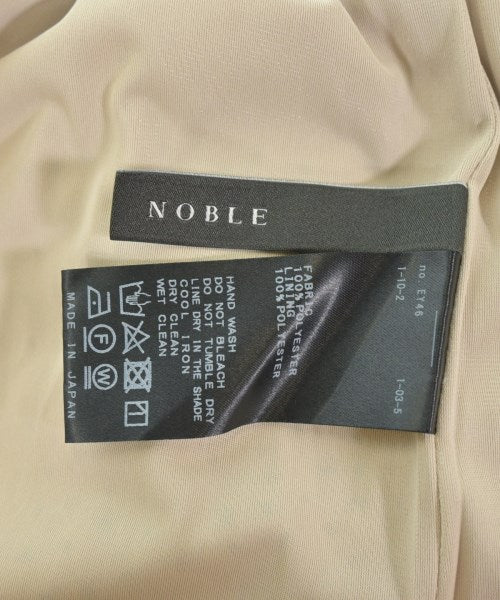 NOBLE
no. EY46
1-10-2
1-03-5
FABRIC
100% POLYESTER
LINING
100% POLYESTER
HAND WASH
DO NOT BLEACH
DO NOT TUMBLE DRY
LINE DRY IN THE SHADE
COOL IRON
DRY CLEAN
WET CLEAN
F
W
MADE IN JAPAN